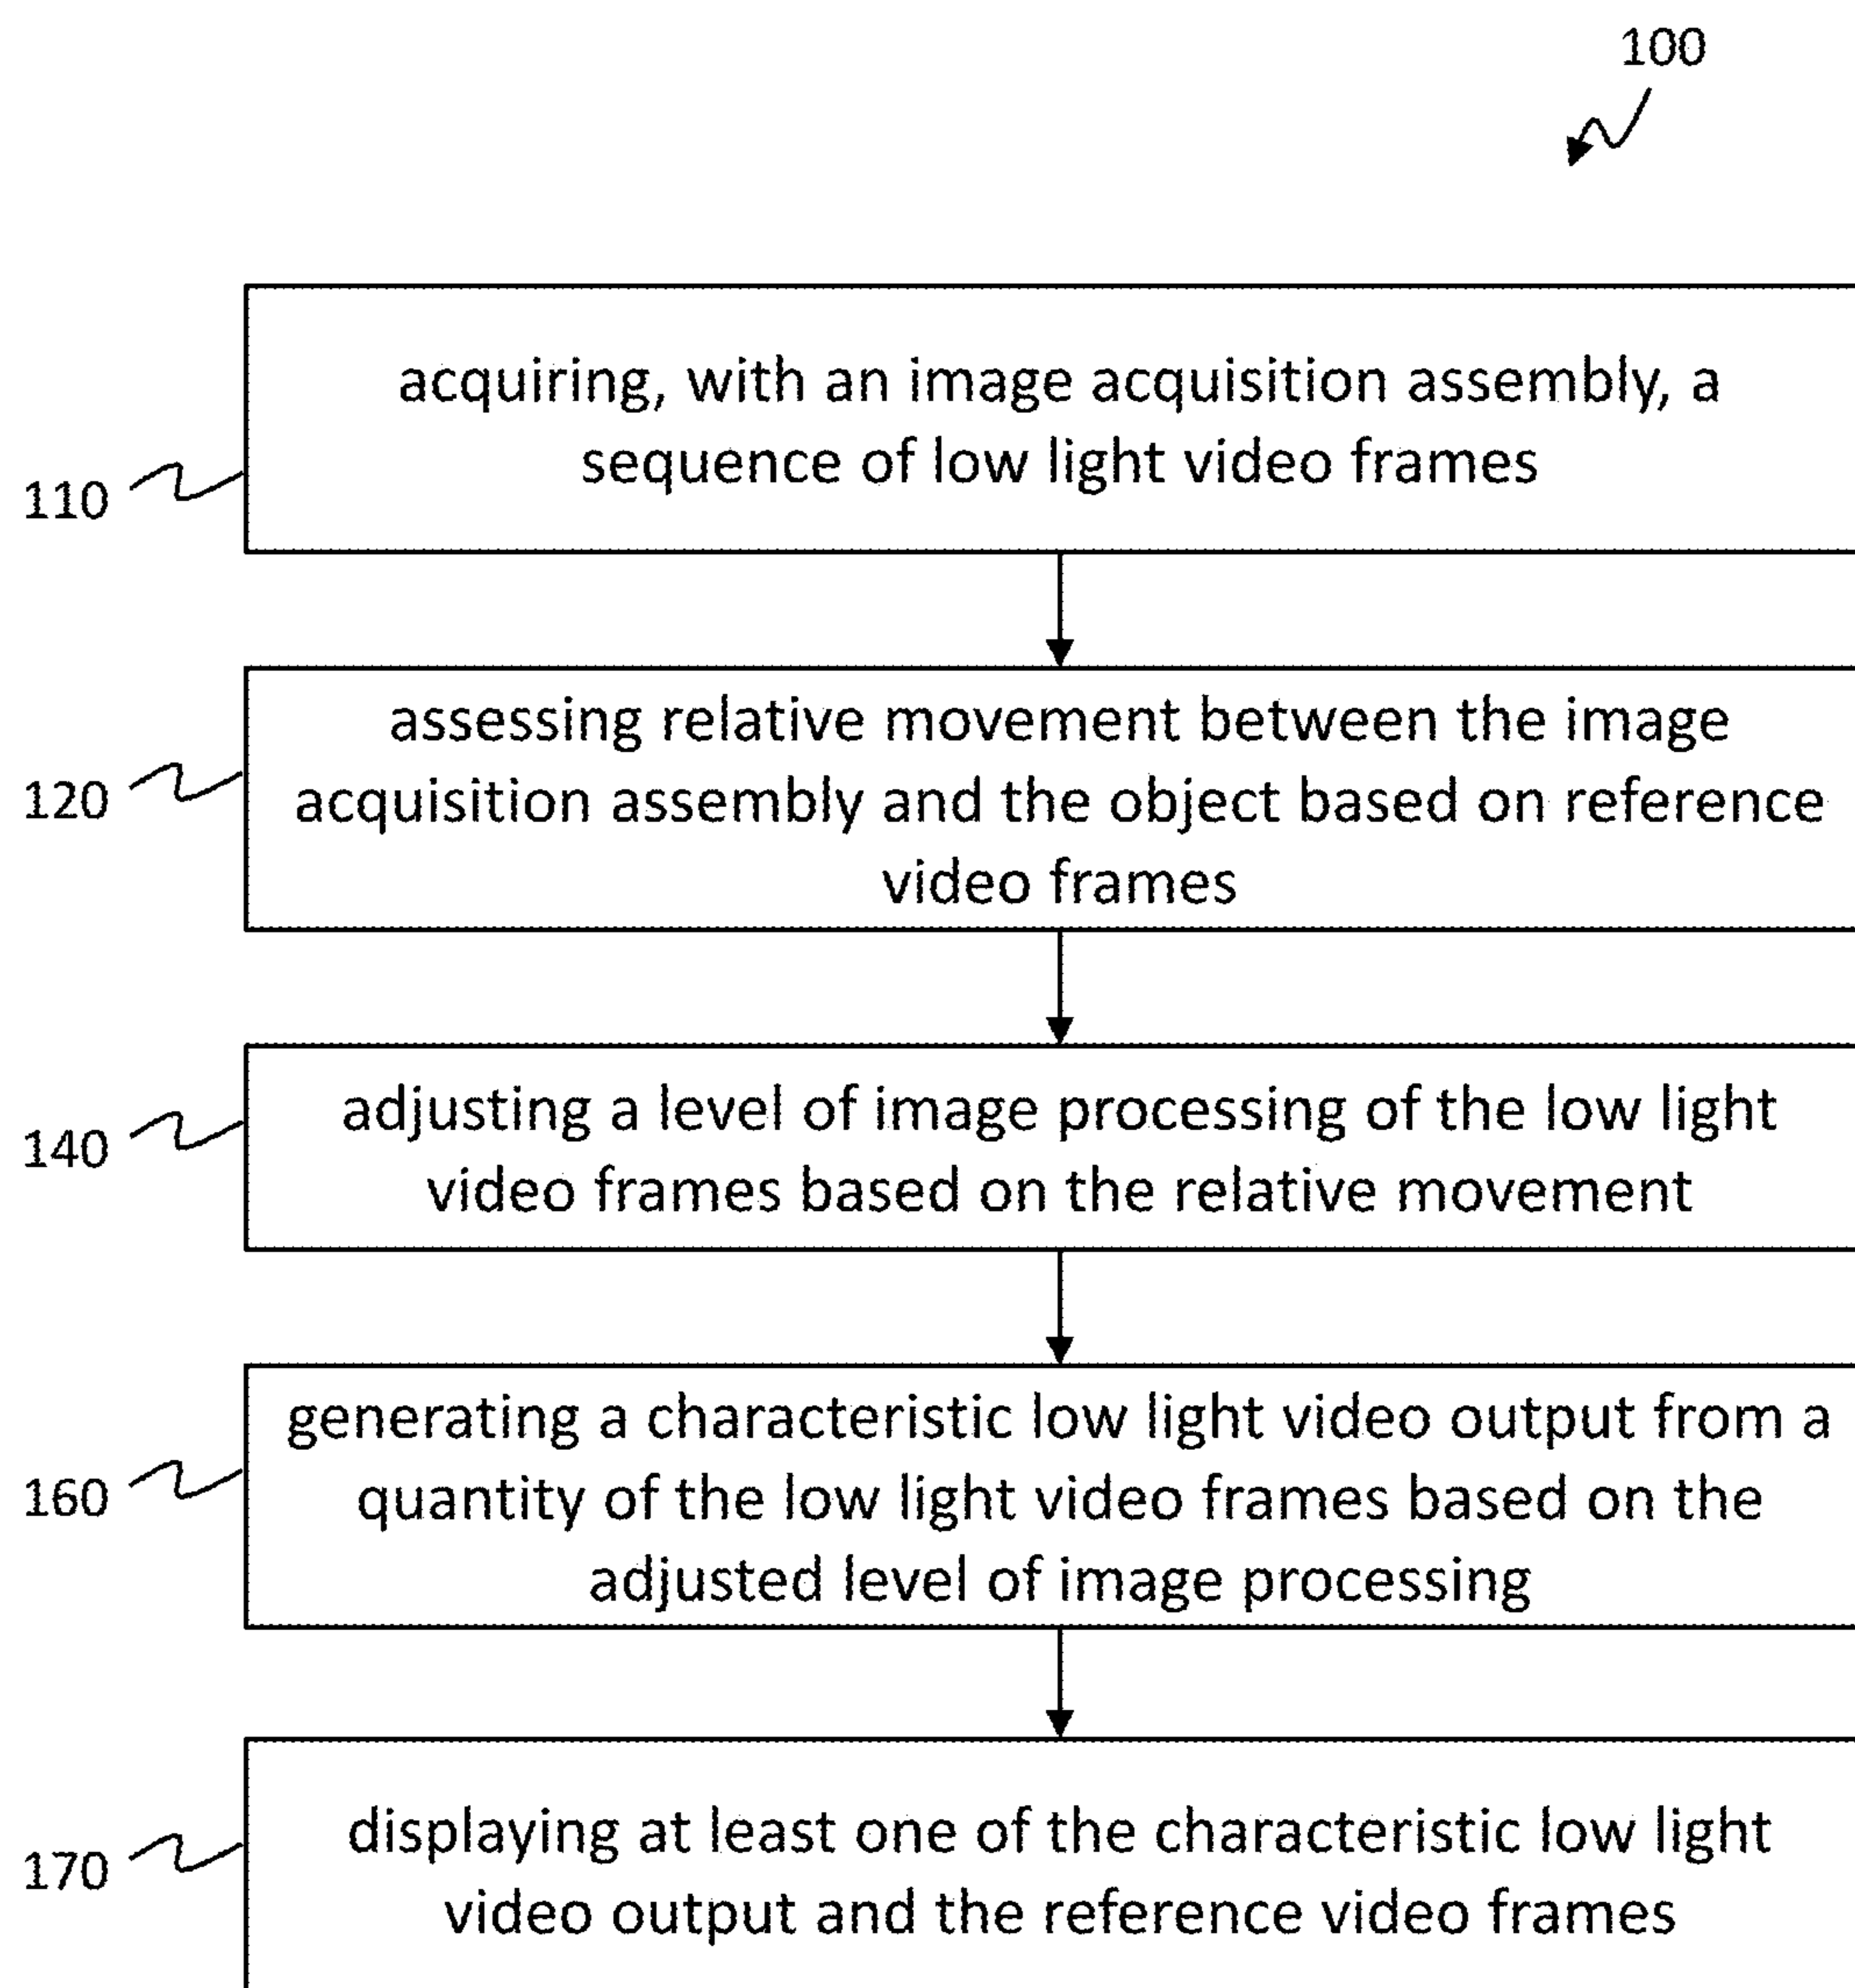 100
acquiring, with an image acquisition assembly, a
sequence of low light video frames
110
assessing relative movement between the image
acquisition assembly and the object based on reference
video frames
120
adjusting a level of image processing of the low light
video frames based on the relative movement
140
generating a characteristic low light video output from a
quantity of the low light video frames based on the
adjusted level of image processing
160
displaying at least one of the characteristic low light
video output and the reference video frames
170